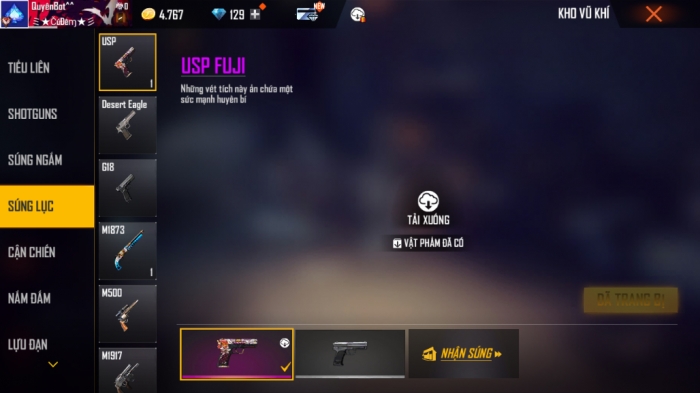 QuyênBot^^
0
4.767
129
NEW
KHO VŨ KHÍ
TIỂU LIÊN
SHOTGUNS
SÚNG NGẮM
SÚNG LỤC
CẬN CHIẾN
NẮM ĐẤM
LỰU ĐẠN
USP
1
Desert Eagle
G18
M1873
1
M500
M1917
USP FUJI
Những vết tích này ẩn chứa một
sức mạnh huyền bí
TẢI XUỐNG
VẬT PHẨM ĐÃ CÓ
ĐÃ TRANG BỊ
NHẬN SÚNG